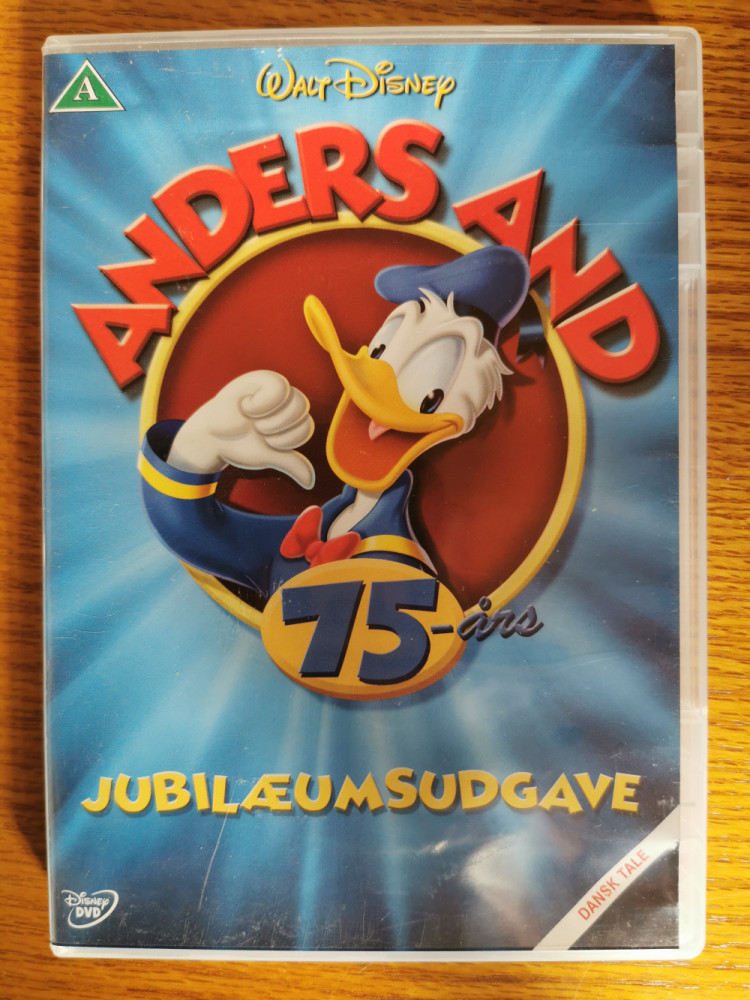 A
WALT DISNEY
ANDERS AND
75-års
JUBILÆUMSUDGAVE
DANSK TALE
DISNEY
DVD